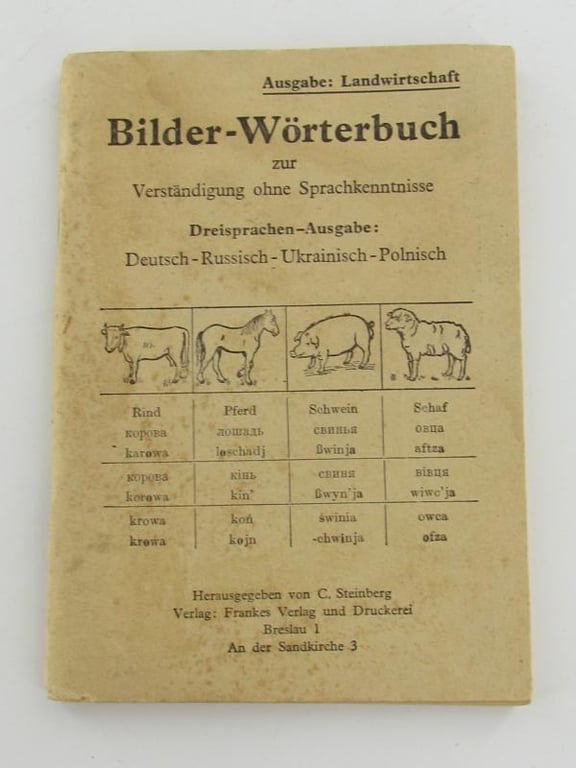 Ausgabe: Landwirtschaft
Bilder-Wörterbuch
zur
Verständigung ohne Sprachkenntnisse
Dreisprachen-Ausgabe:
Deutsch - Russisch - Ukrainisch - Polnisch
Rind Pferd Schwein Schaf
корова лошадь свинья овца
karowa loschadj ßwinja aftza
корова кінь свиня вівця
korowa kin' ßwyn'ja wiwc'ja
krowa koń świnia owca
krowa kojn -chwinja ofza
Herausgegeben von C. Steinberg
Verlag: Frankes Verlag und Druckerei
Breslau 1
An der Sandkirche 3